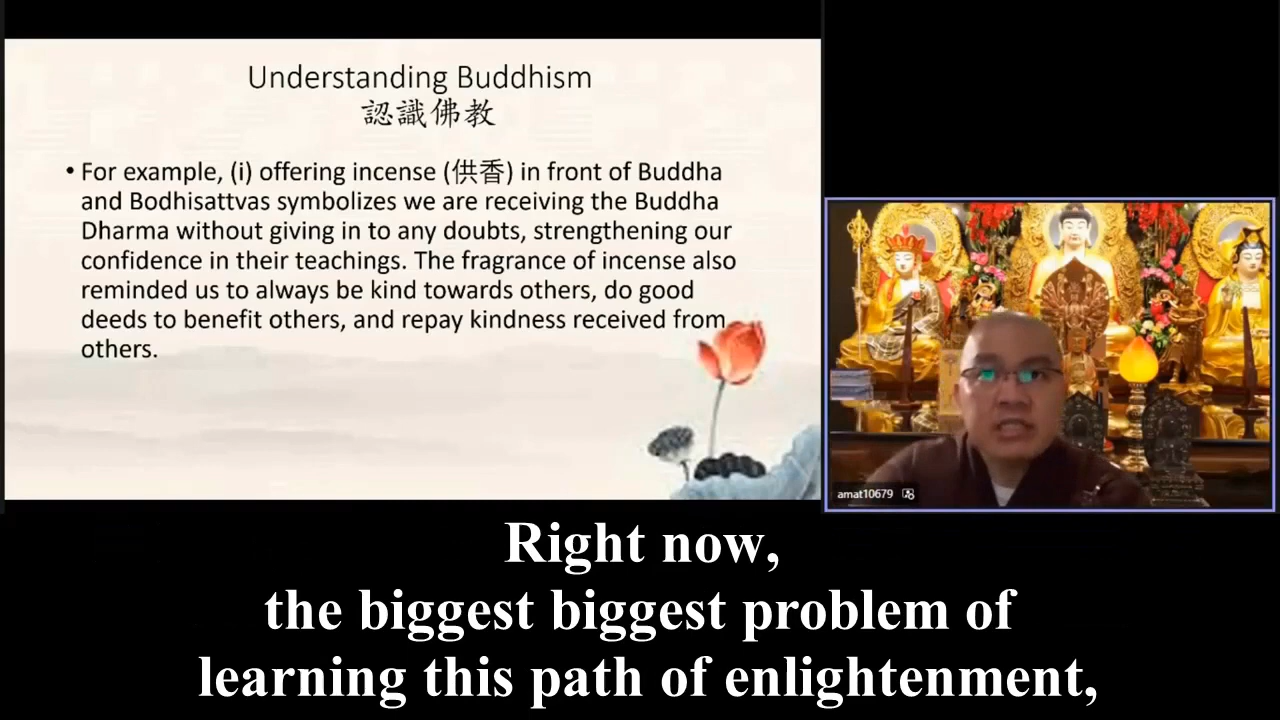 Understanding Buddhism
認識佛教
• For example, (i) offering incense (供香) in front of Buddha
and Bodhisattvas symbolizes we are receiving the Buddha
Dharma without giving in to any doubts, strengthening our
confidence in their teachings. The fragrance of incense also
reminded us to always be kind towards others, do good
deeds to benefit others, and repay kindness received from
others.
amat10679
Right now,
the biggest biggest problem of
learning this path of enlightenment,